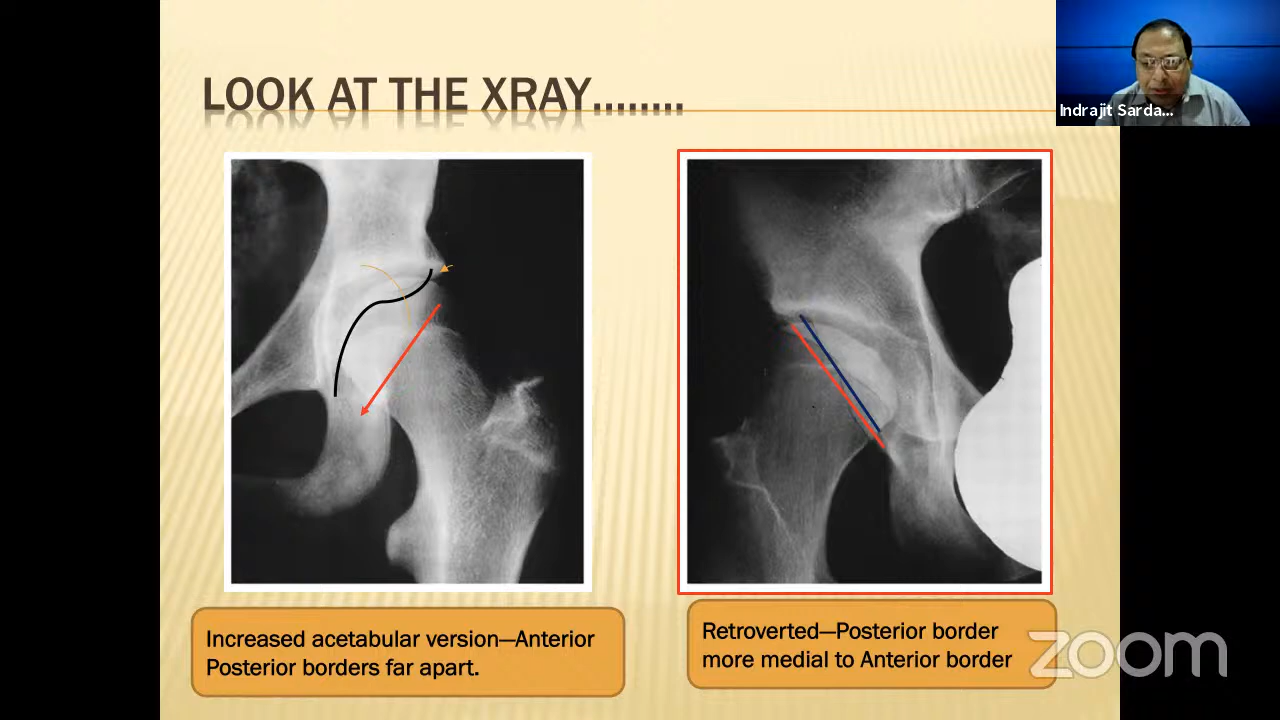 LOOK AT THE XRAY........
Indrajit Sarda...
Increased acetabular version—Anterior
Posterior borders far apart.
Retroverted—Posterior border
more medial to Anterior border
zoom